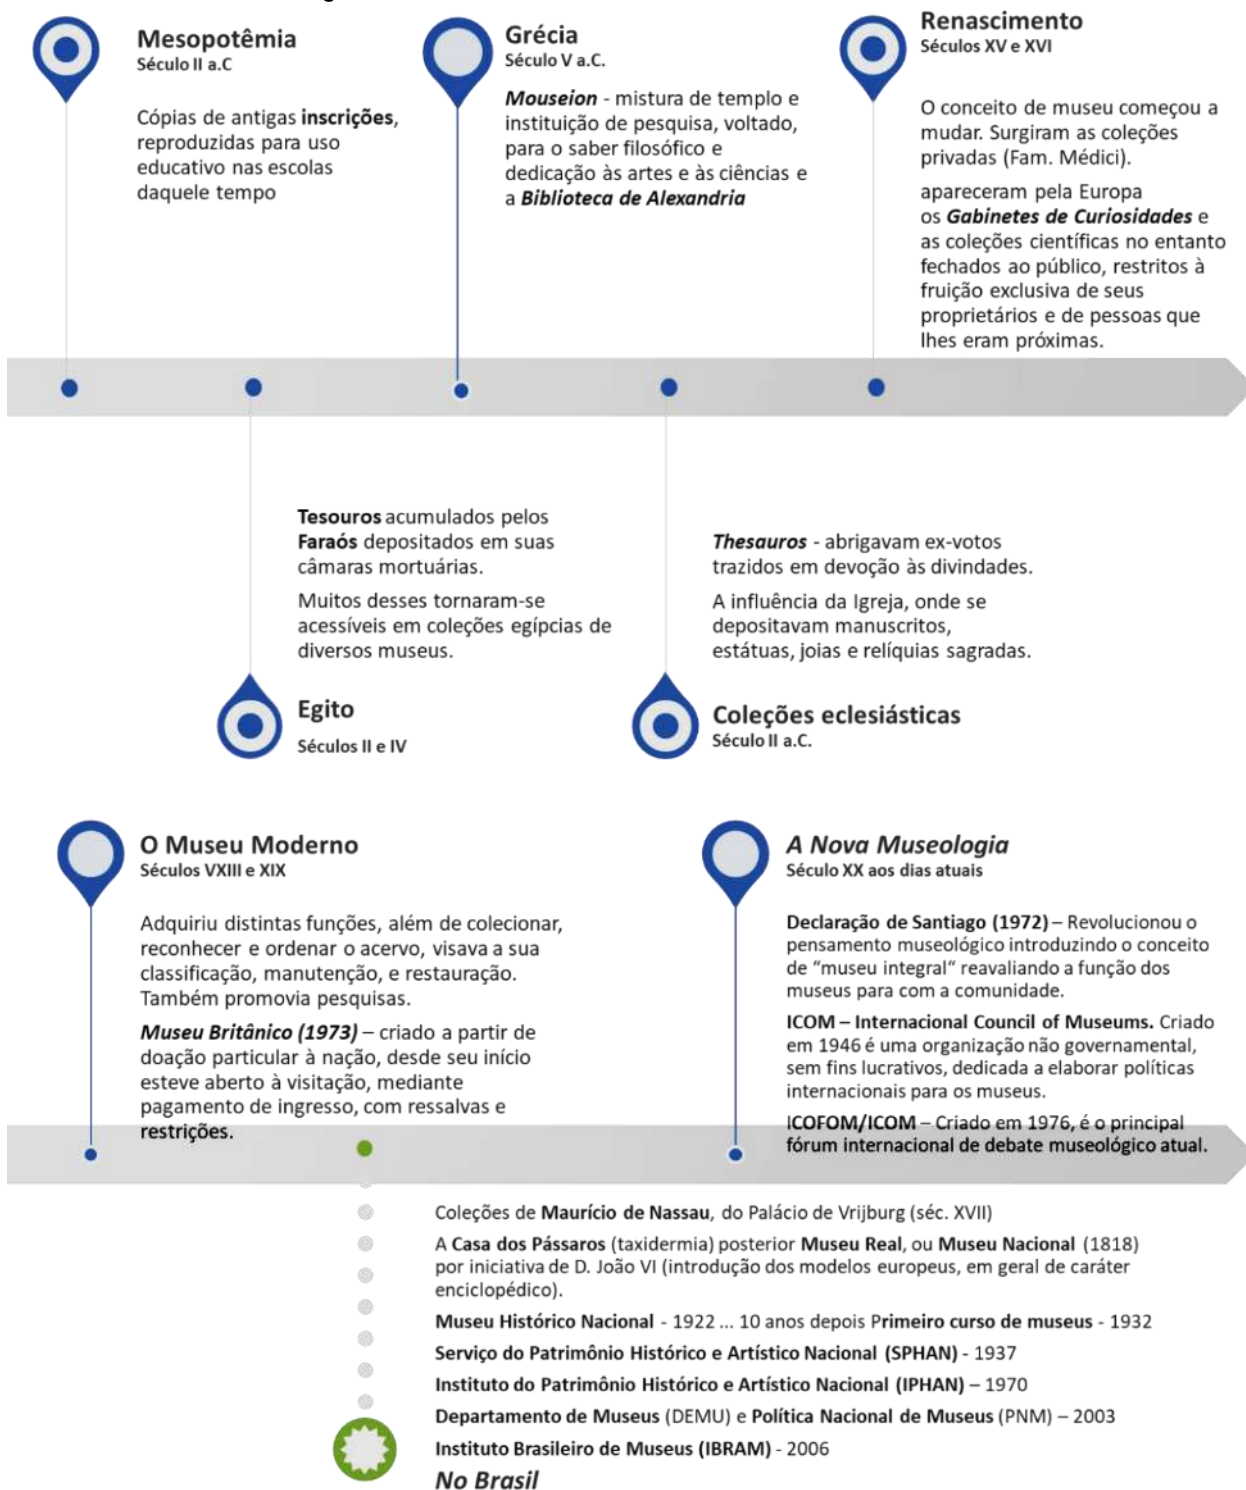 Mesopotêmia
Século II a.C
Cópias de antigas inscrições,
reproduzidas para uso
educativo nas escolas
daquele tempo
Grécia
Século V a.C.
Mouseion - mistura de templo e
instituição de pesquisa, voltado,
para o saber filosófico e
dedicação às artes e às ciências e
a Biblioteca de Alexandria
Renascimento
Séculos XV e XVI
O conceito de museu começou a
mudar. Surgiram as coleções
privadas (Fam. Médici).
apareceram pela Europa
os Gabinetes de Curiosidades e
as coleções científicas no entanto
fechados ao público, restritos à
fruição exclusiva de seus
proprietários e de pessoas que
lhes eram próximas.
Tesouros acumulados pelos
Faraós depositados em suas
câmaras mortuárias.
Muitos desses tornaram-se
acessíveis em coleções egípcias de
diversos museus.
Egito
Séculos II e IV
Thesauros - abrigavam ex-votos
trazidos em devoção às divindades.
A influência da Igreja, onde se
depositavam manuscritos,
estátuas, joias e relíquias sagradas.
Coleções eclesiásticas
Século II a.C.
O Museu Moderno
Séculos VXIII e XIX
Adquiriu distintas funções, além de colecionar,
reconhecer e ordenar o acervo, visava a sua
classificação, manutenção, e restauração.
Também promovia pesquisas.
Museu Britânico (1973) – criado a partir de
doação particular à nação, desde seu início
esteve aberto à visitação, mediante
pagamento de ingresso, com ressalvas e
restrições.
A Nova Museologia
Século XX aos dias atuais
Declaração de Santiago (1972) – Revolucionou o
pensamento museológico introduzindo o conceito
de “museu integral“ reavaliando a função dos
museus para com a comunidade.
ICOM – Internacional Council of Museums. Criado
em 1946 é uma organização não governamental,
sem fins lucrativos, dedicada a elaborar políticas
internacionais para os museus.
ICOFOM/ICOM – Criado em 1976, é o principal
fórum internacional de debate museológico atual.
Coleções de Maurício de Nassau, do Palácio de Vrijburg (séc. XVII)
A Casa dos Pássaros (taxidermia) posterior Museu Real, ou Museu Nacional (1818)
por iniciativa de D. João VI (introdução dos modelos europeus, em geral de caráter
enciclopédico).
Museu Histórico Nacional - 1922 ... 10 anos depois Primeiro curso de museus - 1932
Serviço do Patrimônio Histórico e Artístico Nacional (SPHAN) - 1937
Instituto do Patrimônio Histórico e Artístico Nacional (IPHAN) – 1970
Departamento de Museus (DEMU) e Política Nacional de Museus (PNM) – 2003
Instituto Brasileiro de Museus (IBRAM) - 2006
No Brasil